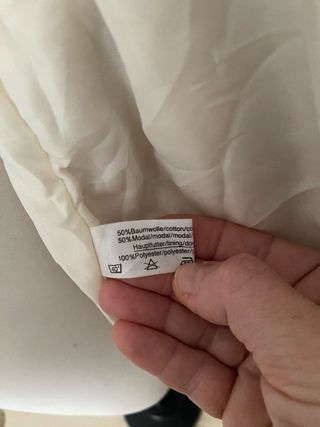 50%Baumwolle/cotton/co
50%Modal/modal/modal/
Hauptfutter/lining/do
100%Polyester/polyester/